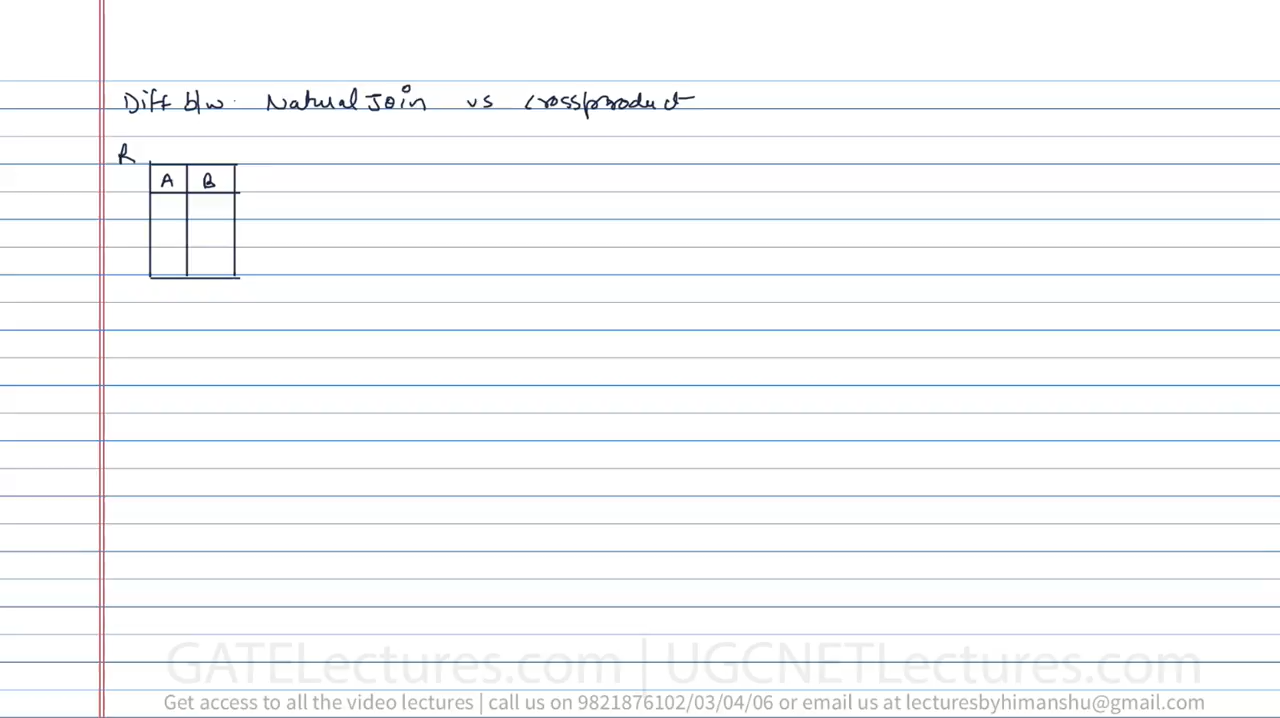 Diff b/w. Natural Join vs crossproduct
R
A B
GATELectures.com | UGCNETLectures.com
Get access to all the video lectures | call us on 9821876102/03/04/06 or email us at lecturesbyhimanshu@gmail.com